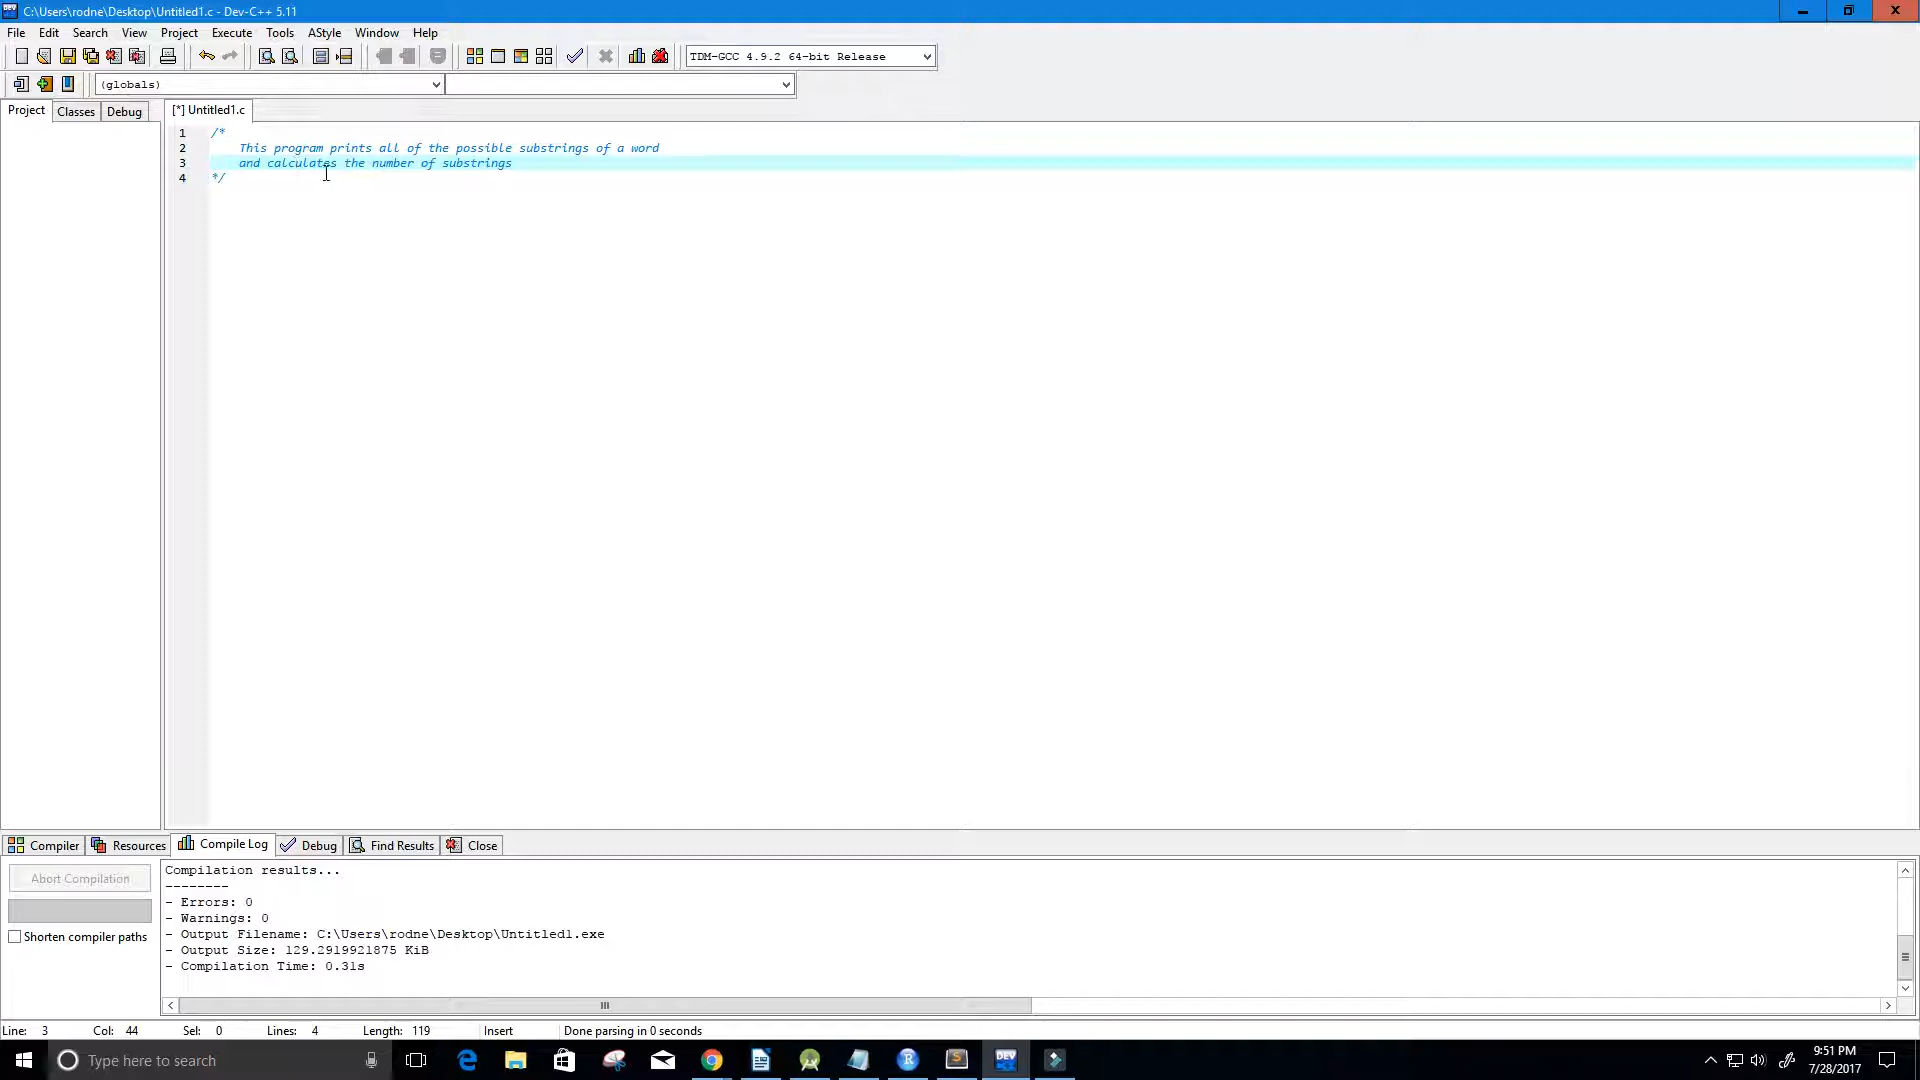 C:\Users\rodne\Desktop\Untitled1.c - Dev-C++ 5.11
File Edit Search View Project Execute Tools AStyle Window Help
TDM-GCC 4.9.2 64-bit Release
(globals)
Project Classes Debug [*] Untitled1.c
1 /*
2 This program prints all of the possible substrings of a word
3 and calculates the number of substrings
4 */
Compiler Resources Compile Log Debug Find Results Close
Abort Compilation
Shorten compiler paths
Compilation results...
--------
- Errors: 0
- Warnings: 0
- Output Filename: C:\Users\rodne\Desktop\Untitled1.exe
- Output Size: 129.2919921875 KiB
- Compilation Time: 0.31s
Line: 3 Col: 44 Sel: 0 Lines: 4 Length: 119 Insert Done parsing in 0 seconds
Type here to search
DEV
9:51 PM
7/28/2017